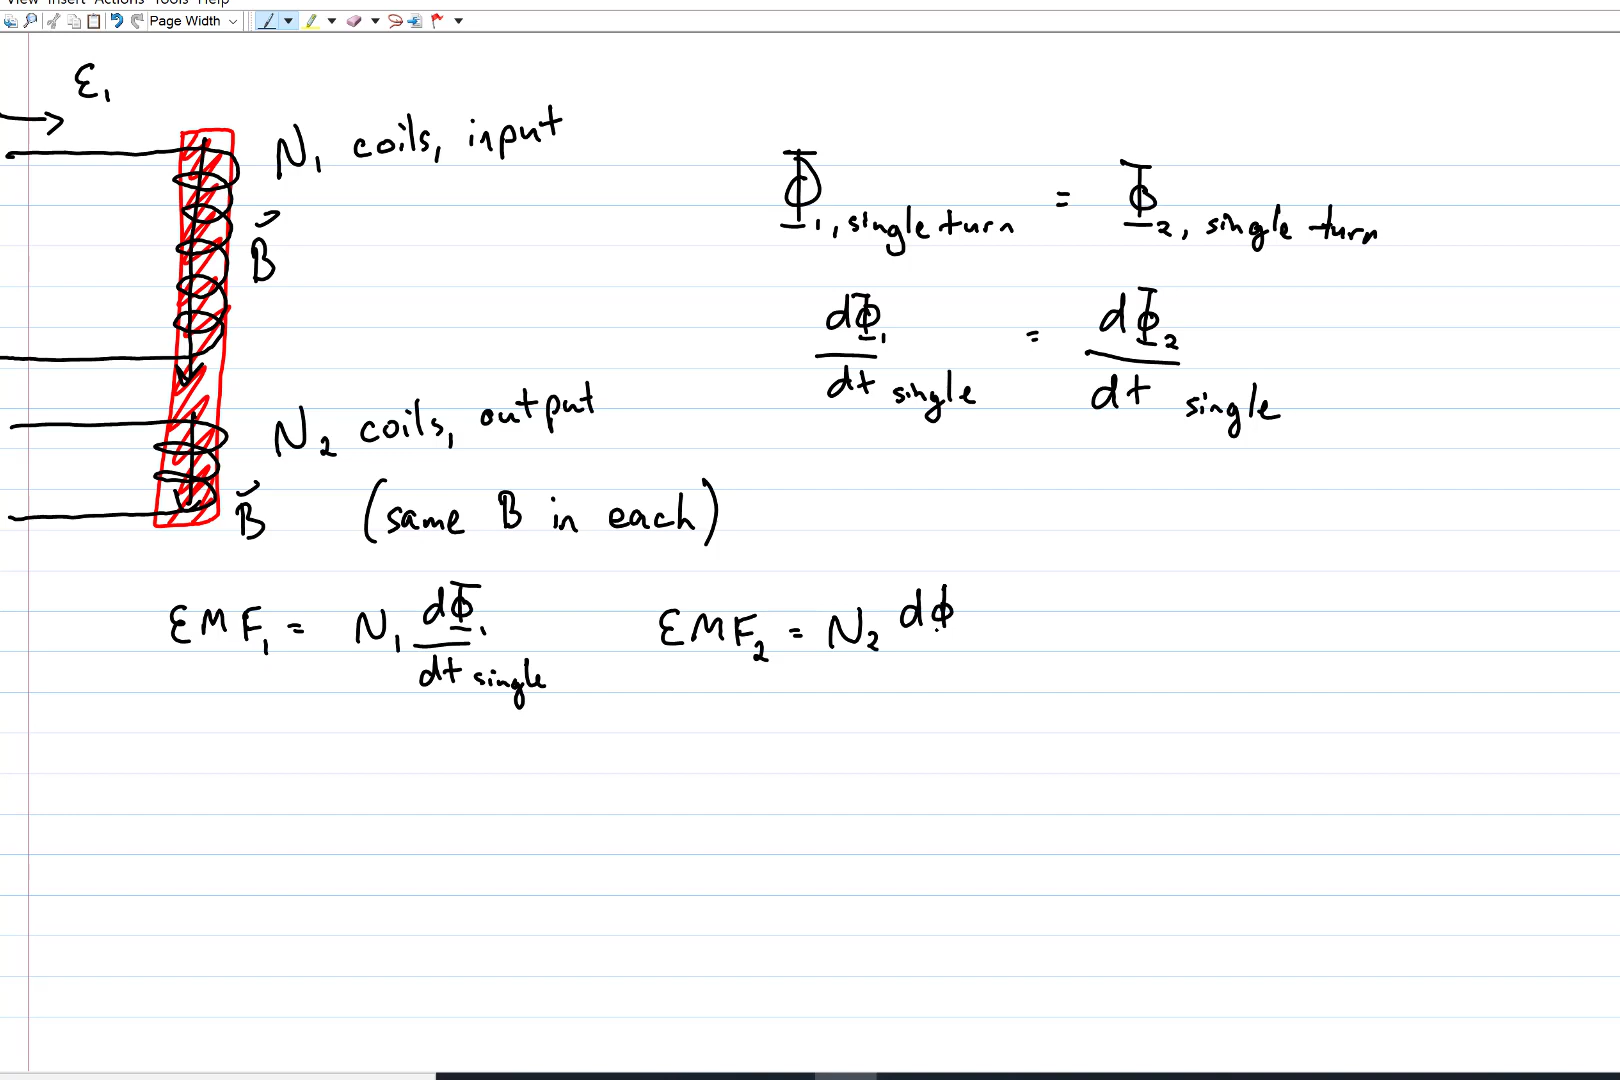 View Insert Actions Tools Help
Page Width
ℰ₁
N₁ coils, input
B⃗
Φ₁, single turn = Φ₂, single turn
dΦ₁/dt single = dΦ₂/dt single
N₂ coils, output
B⃗ (same B in each)
EMF₁ = N₁ dΦ₁/dt single EMF₂ = N₂ dΦ